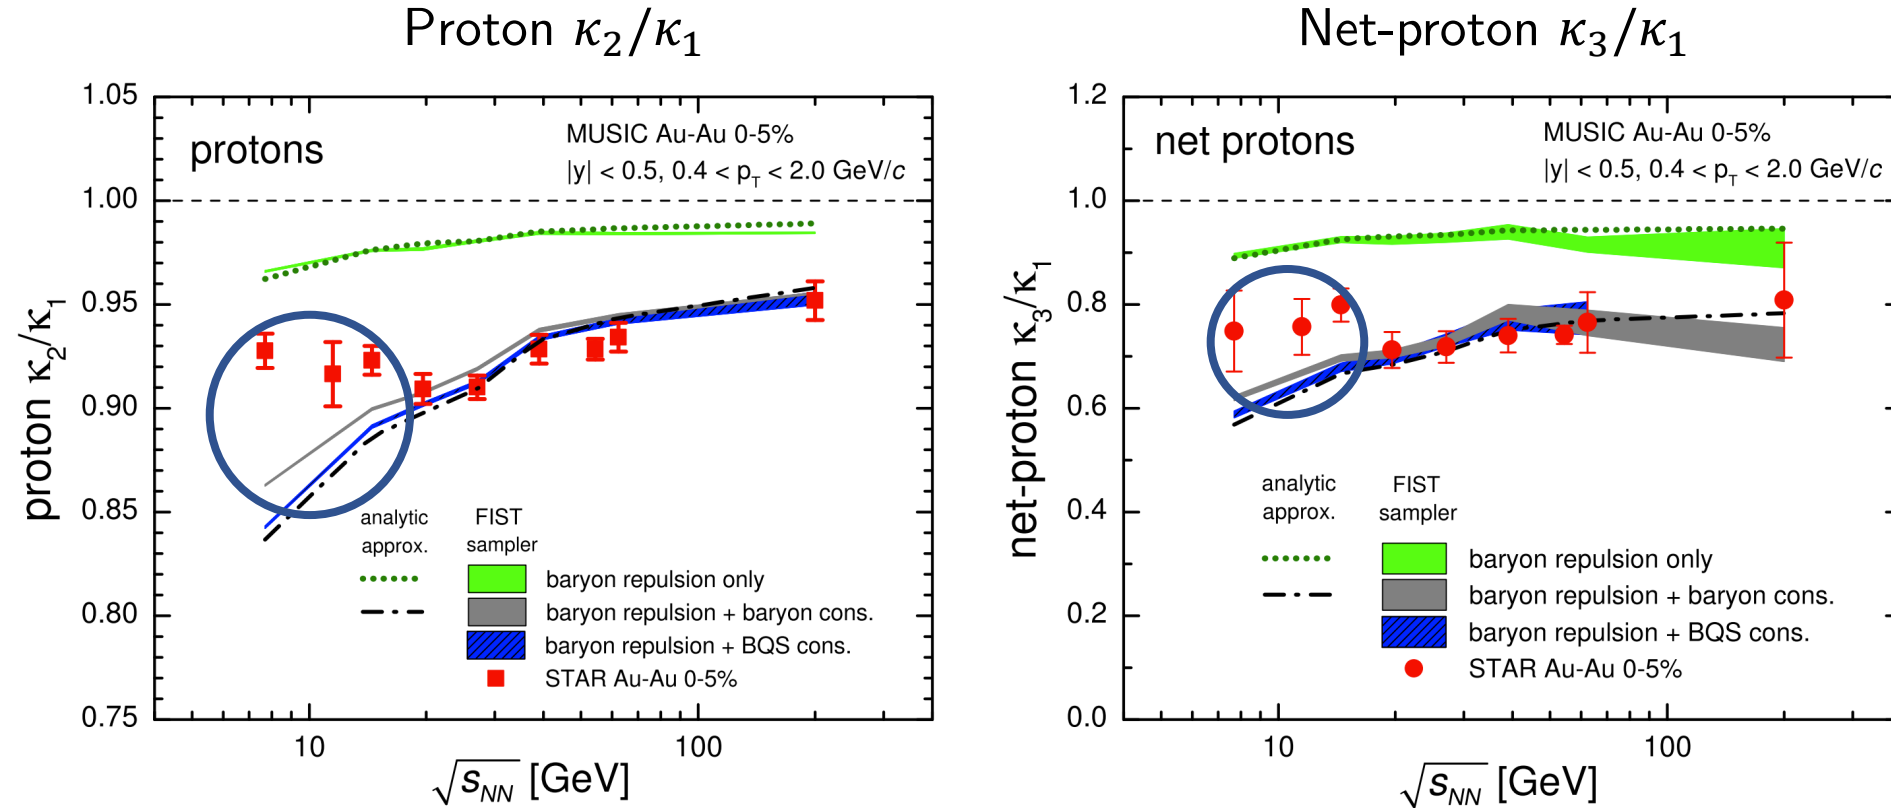 Proton κ₂/κ₁
1.05
1.00
0.95
0.90
0.85
0.80
0.75
proton κ₂/κ₁
protons
MUSIC Au-Au 0-5%
|y| < 0.5, 0.4 < p_T < 2.0 GeV/c
analytic approx.
FIST sampler
baryon repulsion only
baryon repulsion + baryon cons.
baryon repulsion + BQS cons.
STAR Au-Au 0-5%
10
100
√s_NN [GeV]
Net-proton κ₃/κ₁
1.2
1.0
0.8
0.6
0.4
0.2
0.0
net-proton κ₃/κ₁
net protons
MUSIC Au-Au 0-5%
|y| < 0.5, 0.4 < p_T < 2.0 GeV/c
analytic approx.
FIST sampler
baryon repulsion only
baryon repulsion + baryon cons.
baryon repulsion + BQS cons.
STAR Au-Au 0-5%
10
100
√s_NN [GeV]